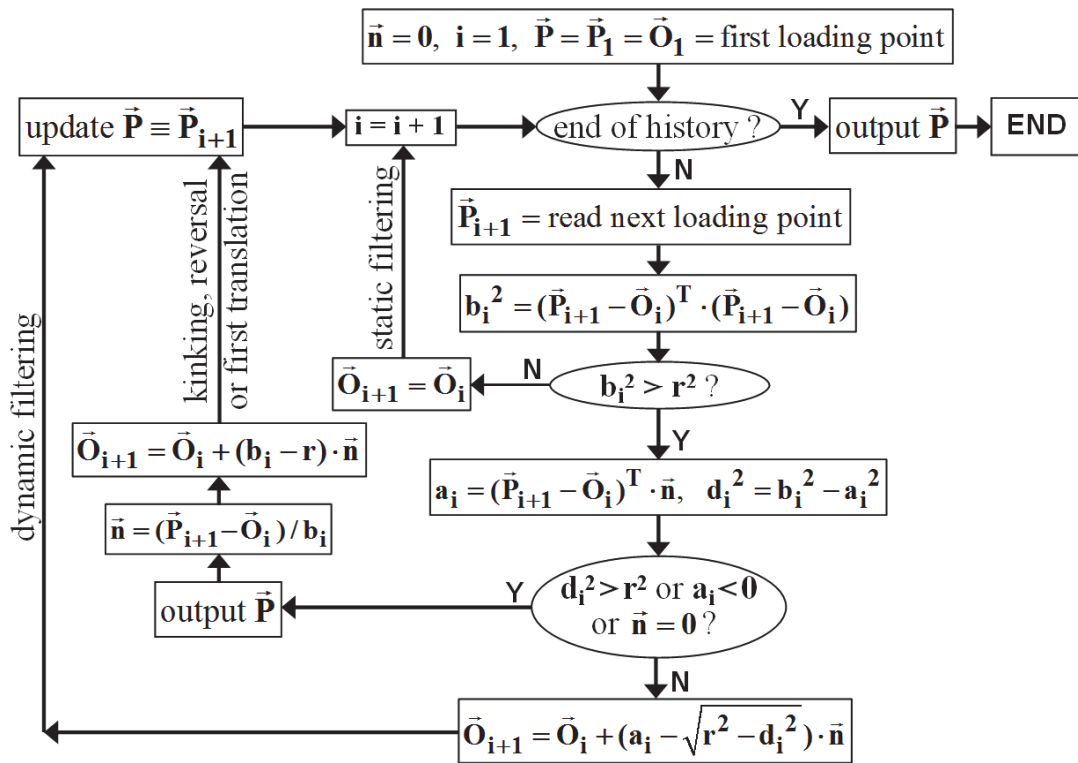 n⃗ = 0, i = 1, P⃗ = P⃗₁ = O⃗₁ = first loading point
update P⃗ ≡ P⃗ᵢ₊₁
i = i + 1
end of history ?
Y
output P⃗
END
N
P⃗ᵢ₊₁ = read next loading point
bᵢ² = (P⃗ᵢ₊₁ − O⃗ᵢ)ᵀ · (P⃗ᵢ₊₁ − O⃗ᵢ)
bᵢ² > r² ?
N
O⃗ᵢ₊₁ = O⃗ᵢ
static filtering
Y
aᵢ = (P⃗ᵢ₊₁ − O⃗ᵢ)ᵀ · n⃗, dᵢ² = bᵢ² − aᵢ²
dᵢ² > r² or aᵢ < 0
or n⃗ = 0 ?
Y
output P⃗
n⃗ = (P⃗ᵢ₊₁ − O⃗ᵢ) / bᵢ
O⃗ᵢ₊₁ = O⃗ᵢ + (bᵢ − r) · n⃗
kinking, reversal
or first translation
N
O⃗ᵢ₊₁ = O⃗ᵢ + (aᵢ − √(r² − dᵢ²)) · n⃗
dynamic filtering